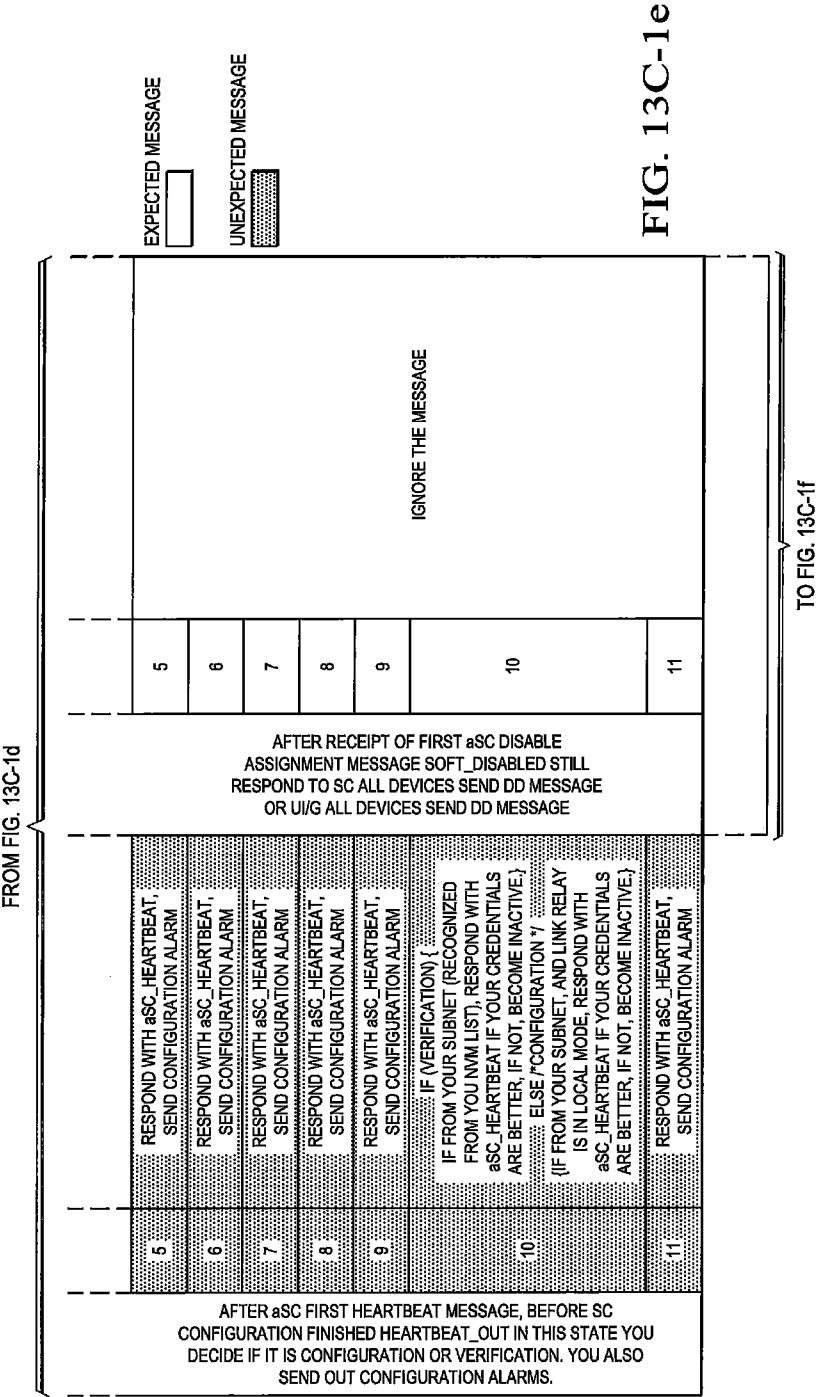 FROM FIG. 13C-1d
AFTER aSC FIRST HEARTBEAT MESSAGE, BEFORE SC
CONFIGURATION FINISHED HEARTBEAT_OUT IN THIS STATE YOU
DECIDE IF IT IS CONFIGURATION OR VERIFICATION. YOU ALSO
SEND OUT CONFIGURATION ALARMS.
5
RESPOND WITH aSC_HEARTBEAT,
SEND CONFIGURATION ALARM
6
RESPOND WITH aSC_HEARTBEAT,
SEND CONFIGURATION ALARM
7
RESPOND WITH aSC_HEARTBEAT,
SEND CONFIGURATION ALARM
8
RESPOND WITH aSC_HEARTBEAT,
SEND CONFIGURATION ALARM
9
RESPOND WITH aSC_HEARTBEAT,
SEND CONFIGURATION ALARM
10
IF (VERIFICATION) {
IF FROM YOUR SUBNET (RECOGNIZED
FROM YOU NVM LIST), RESPOND WITH
aSC_HEARTBEAT IF YOUR CREDENTIALS
ARE BETTER, IF NOT, BECOME INACTIVE.}
ELSE /*CONFIGURATION */
{IF FROM YOUR SUBNET, AND LINK RELAY
IS IN LOCAL MODE, RESPOND WITH
aSC_HEARTBEAT IF YOUR CREDENTIALS
ARE BETTER, IF NOT, BECOME INACTIVE.}
11
RESPOND WITH aSC_HEARTBEAT,
SEND CONFIGURATION ALARM
AFTER RECEIPT OF FIRST aSC DISABLE
ASSIGNMENT MESSAGE SOFT_DISABLED STILL
RESPOND TO SC ALL DEVICES SEND DD MESSAGE
OR UI/G ALL DEVICES SEND DD MESSAGE
5
6
7
8
9
10
11
IGNORE THE MESSAGE
TO FIG. 13C-1f
EXPECTED MESSAGE
UNEXPECTED MESSAGE
FIG. 13C-1e